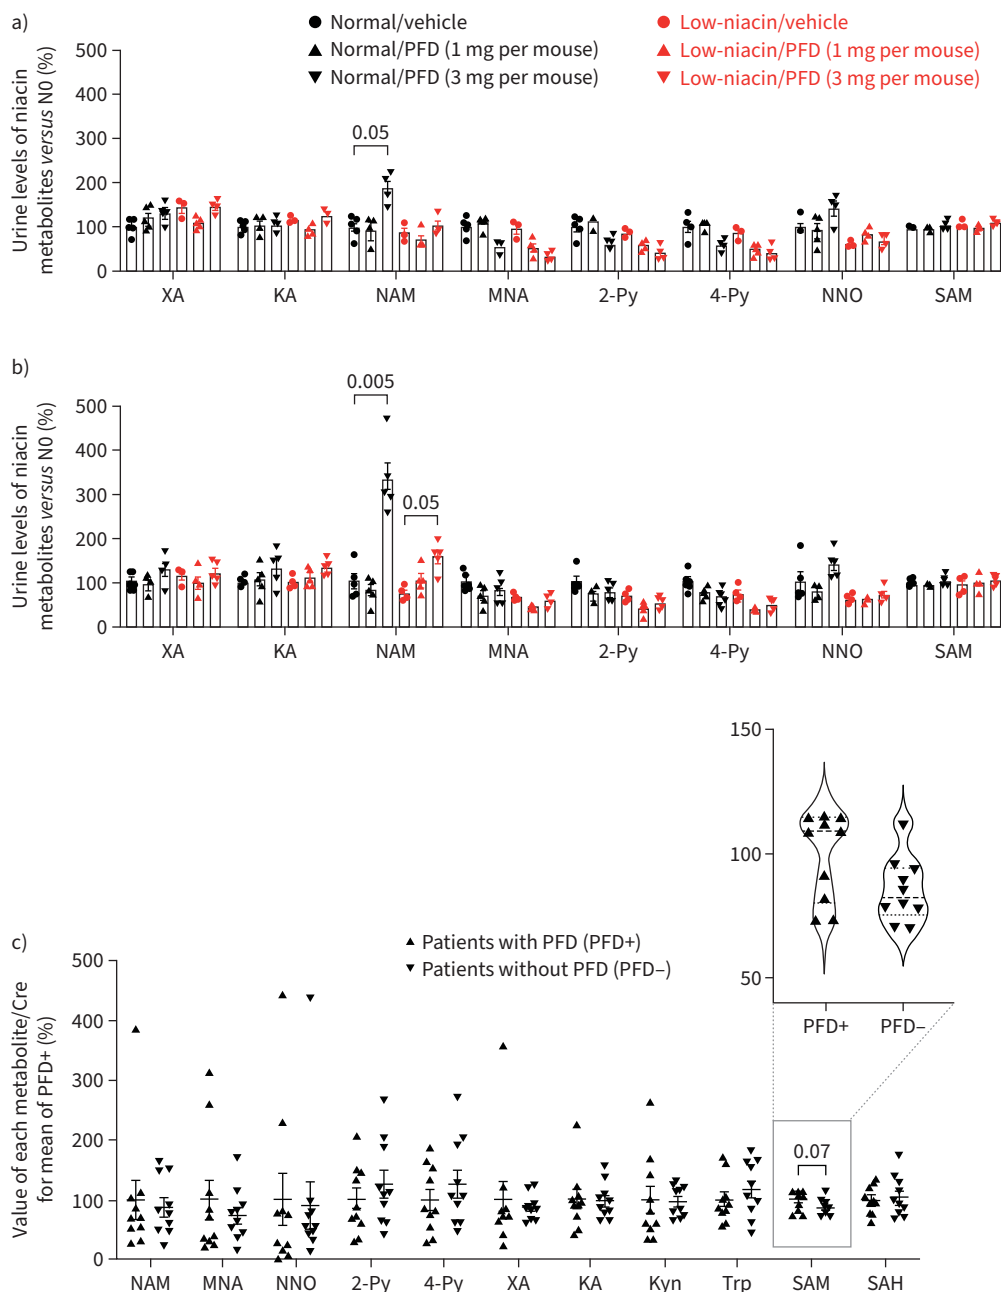 a)
Normal/vehicle
Normal/PFD (1 mg per mouse)
Normal/PFD (3 mg per mouse)
Low-niacin/vehicle
Low-niacin/PFD (1 mg per mouse)
Low-niacin/PFD (3 mg per mouse)
Urine levels of niacin
metabolites versus N0 (%)
500
400
300
200
100
0
0.05
XA KA NAM MNA 2-Py 4-Py NNO SAM
b)
Urine levels of niacin
metabolites versus N0 (%)
500
400
300
200
100
0
0.005
0.05
XA KA NAM MNA 2-Py 4-Py NNO SAM
150
100
50
PFD+ PFD–
c)
Patients with PFD (PFD+)
Patients without PFD (PFD–)
Value of each metabolite/Cre
for mean of PFD+ (%)
500
400
300
200
100
0
0.07
NAM MNA NNO 2-Py 4-Py XA KA Kyn Trp SAM SAH